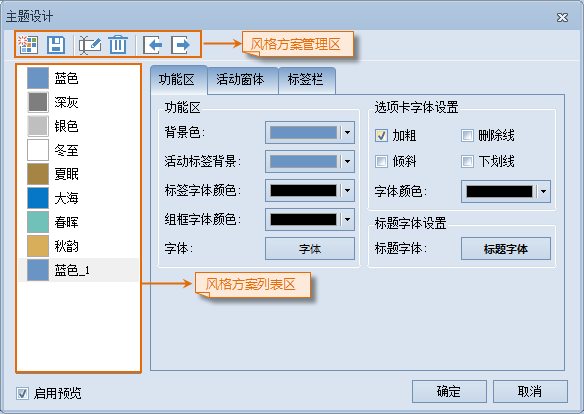 主题设计
风格方案管理区
蓝色
深灰
银色
冬至
夏眠
大海
春晖
秋韵
蓝色_1
风格方案列表区
功能区 活动窗体 标签栏
功能区
背景色:
活动标签背景:
标签字体颜色:
组框字体颜色:
字体: 字体
选项卡字体设置
加粗 删除线
倾斜 下划线
字体颜色:
标题字体设置
标题字体: 标题字体
启用预览
确定 取消